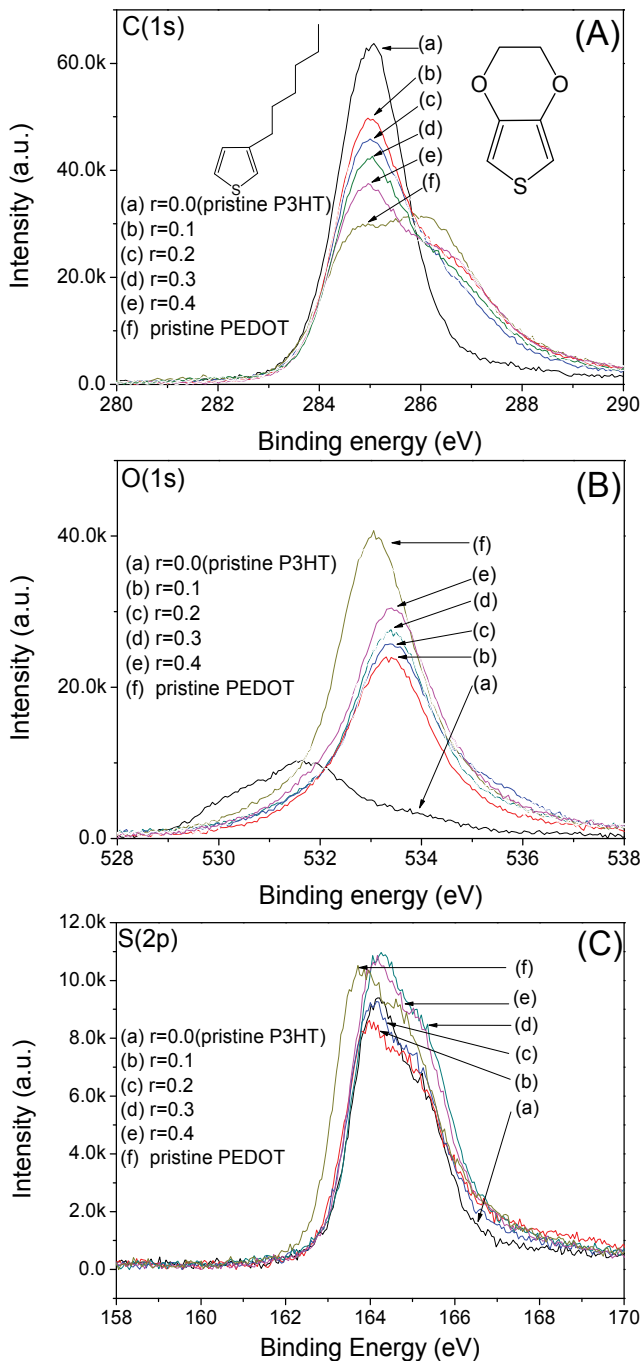 C(1s)
(A)
60.0k
40.0k
20.0k
0.0
Intensity (a.u.)
S
O
O
S
(a)
(b)
(c)
(d)
(e)
(f)
(a) r=0.0(pristine P3HT)
(b) r=0.1
(c) r=0.2
(d) r=0.3
(e) r=0.4
(f) pristine PEDOT
280 282 284 286 288 290
Binding energy (eV)
O(1s)
(B)
40.0k
20.0k
0.0
Intensity (a.u.)
(a) r=0.0(pristine P3HT)
(b) r=0.1
(c) r=0.2
(d) r=0.3
(e) r=0.4
(f) pristine PEDOT
(f)
(e)
(d)
(c)
(b)
(a)
528 530 532 534 536 538
Binding energy (eV)
S(2p)
(C)
12.0k
10.0k
8.0k
6.0k
4.0k
2.0k
0.0
Intensity (a.u.)
(a) r=0.0(pristine P3HT)
(b) r=0.1
(c) r=0.2
(d) r=0.3
(e) r=0.4
(f) pristine PEDOT
(f)
(e)
(d)
(c)
(b)
(a)
158 160 162 164 166 168 170
Binding Energy (eV)